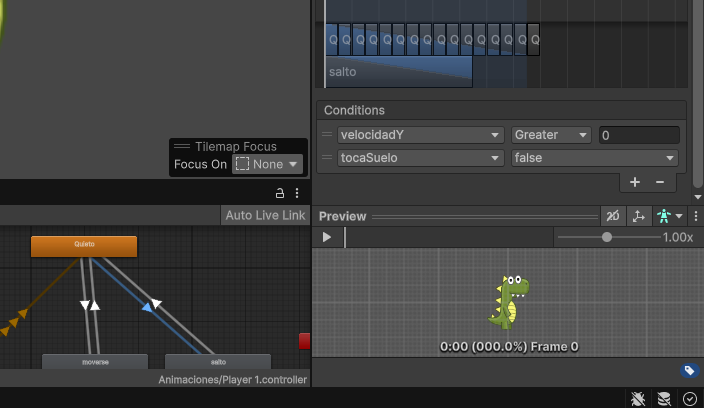 Q Q Q Q Q Q Q Q Q Q Q Q Q Q Q Q
salto
Conditions
velocidadY Greater 0
tocaSuelo false
Tilemap Focus
Focus On None
Auto Live Link
Quieto
moverse salto
Animaciones/Player 1.controller
Preview 2D
1.00x
0:00 (000.0%) Frame 0